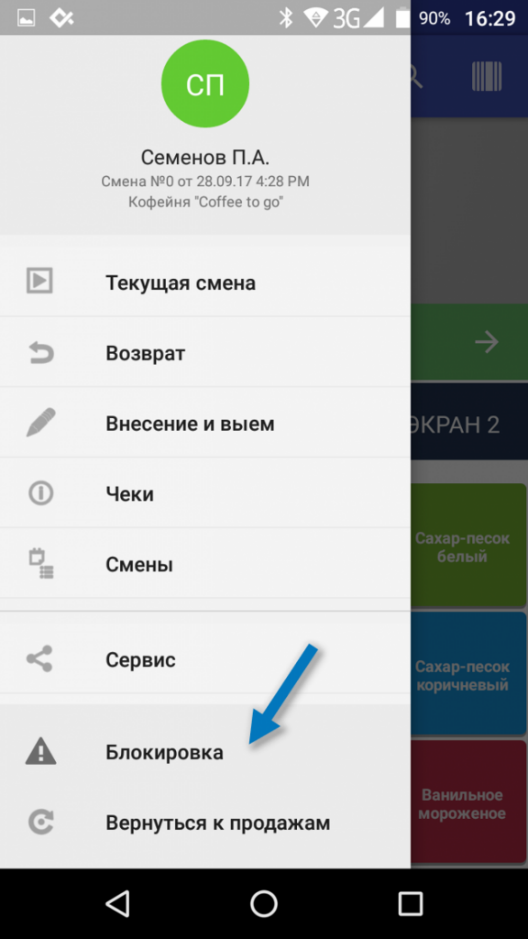 3G 90% 16:29
СП
Семенов П.А.
Смена №0 от 28.09.17 4:28 PM
Кофейня "Coffee to go"
Текущая смена
Возврат
Внесение и выем
Чеки
Смены
Сервис
Блокировка
Вернуться к продажам
ЭКРАН 2
Сахар-песок
белый
Сахар-песок
коричневый
Ванильное
мороженое